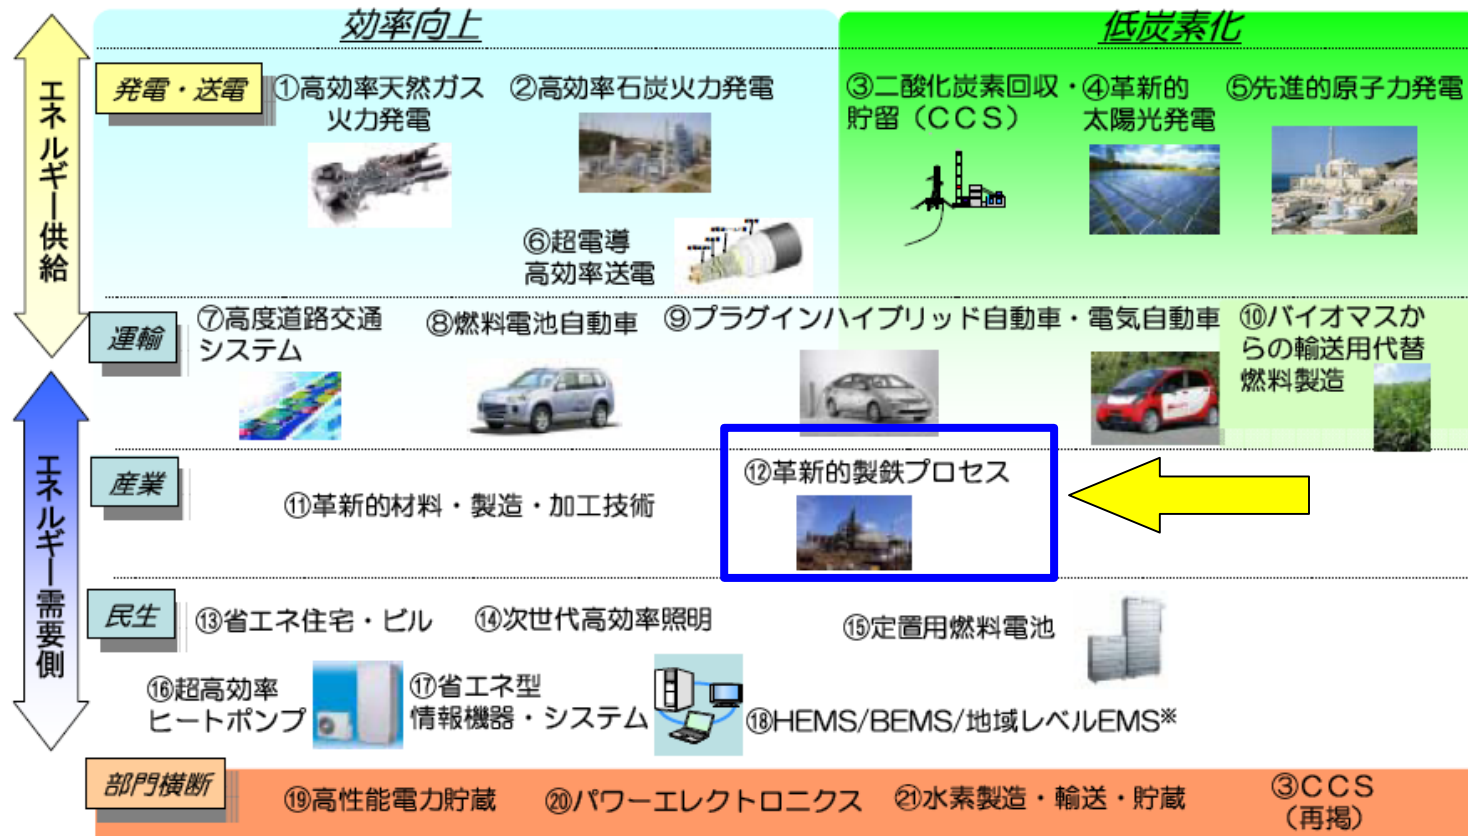 効率向上
低炭素化
エネルギー供給
発電・送電
①高効率天然ガス
火力発電
②高効率石炭火力発電
③二酸化炭素回収・
貯留（ＣＣＳ）
④革新的
太陽光発電
⑤先進的原子力発電
⑥超電導
高効率送電
運輸
⑦高度道路交通
システム
⑧燃料電池自動車
⑨プラグインハイブリッド自動車・電気自動車
⑩バイオマスか
らの輸送用代替
燃料製造
エネルギー需要側
産業
⑪革新的材料・製造・加工技術
⑫革新的製鉄プロセス
民生
⑬省エネ住宅・ビル
⑭次世代高効率照明
⑮定置用燃料電池
⑯超高効率
ヒートポンプ
⑰省エネ型
情報機器・システム
⑱HEMS/BEMS/地域レベルEMS※
部門横断
⑲高性能電力貯蔵
⑳パワーエレクトロニクス
㉑水素製造・輸送・貯蔵
③ＣＣＳ
（再掲）